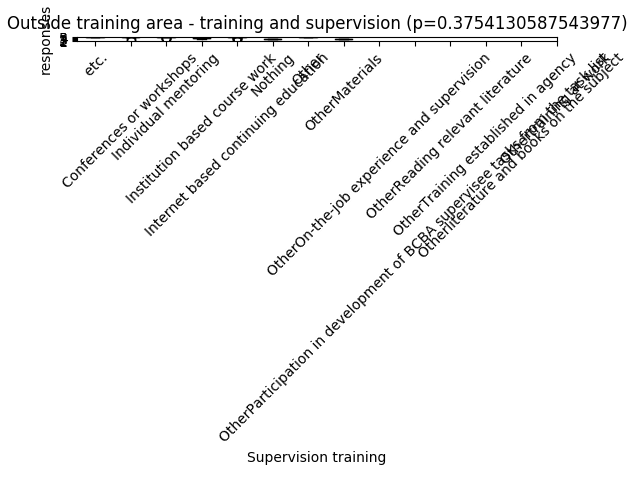 Outside training area - training and supervision (p=0.3754130587543977)
responses
etc.
Conferences or workshops
Individual mentoring
Institution based course work
Internet based continuing education
Nothing
Other
OtherMaterials
OtherOn-the-job experience and supervision
OtherParticipation in development of BCBA supervisee tasks from the task list
OtherReading relevant literature
OtherTraining established in agency
Otherliterature and books on the subject
Supervision training